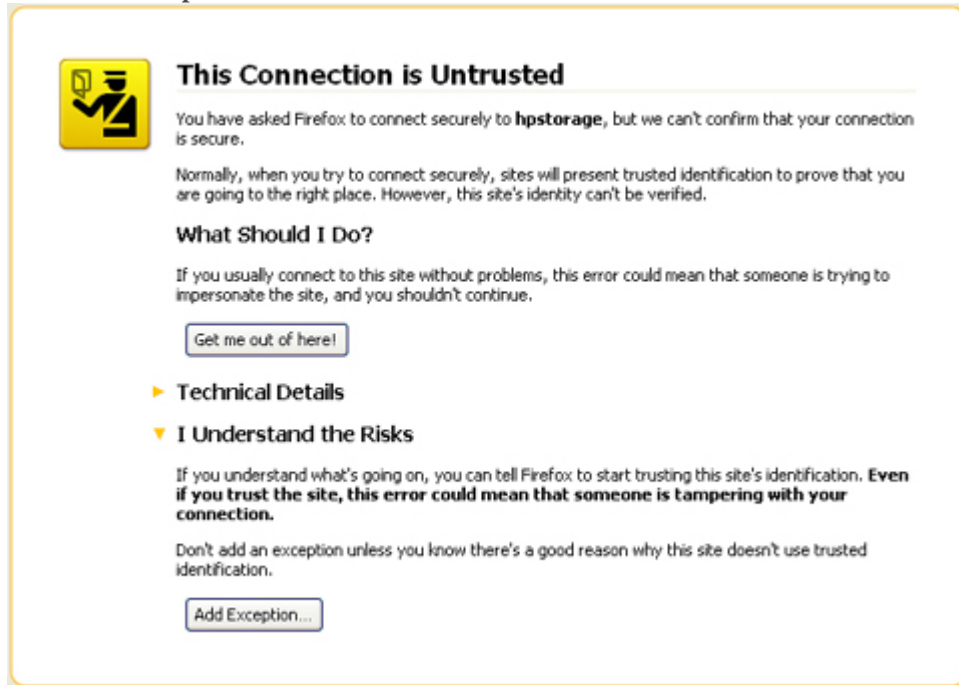 This Connection is Untrusted
You have asked Firefox to connect securely to hpstorage, but we can't confirm that your connection
is secure.
Normally, when you try to connect securely, sites will present trusted identification to prove that you
are going to the right place. However, this site's identity can't be verified.
What Should I Do?
If you usually connect to this site without problems, this error could mean that someone is trying to
impersonate the site, and you shouldn't continue.
Get me out of here!
Technical Details
I Understand the Risks
If you understand what's going on, you can tell Firefox to start trusting this site's identification. Even
if you trust the site, this error could mean that someone is tampering with your
connection.
Don't add an exception unless you know there's a good reason why this site doesn't use trusted
identification.
Add Exception...